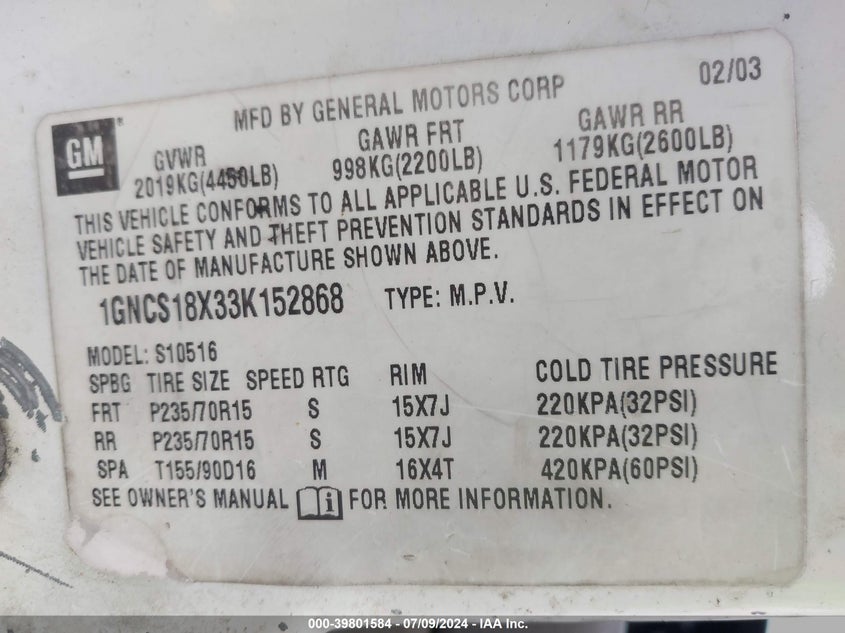 02/03
MFD BY GENERAL MOTORS CORP
GM®
GVWR GAWR FRT GAWR RR
2019KG(4450LB) 998KG(2200LB) 1179KG(2600LB)
THIS VEHICLE CONFORMS TO ALL APPLICABLE U.S. FEDERAL MOTOR
VEHICLE SAFETY AND THEFT PREVENTION STANDARDS IN EFFECT ON
THE DATE OF MANUFACTURE SHOWN ABOVE.
1GNCS18X33K152868 TYPE: M.P.V.
MODEL: S10516
SPBG TIRE SIZE SPEED RTG RIM COLD TIRE PRESSURE
FRT P235/70R15 S 15X7J 220KPA(32PSI)
RR P235/70R15 S 15X7J 220KPA(32PSI)
SPA T155/90D16 M 16X4T 420KPA(60PSI)
SEE OWNER'S MANUAL i FOR MORE INFORMATION.
000-39801584 - 07/09/2024 - IAA Inc.